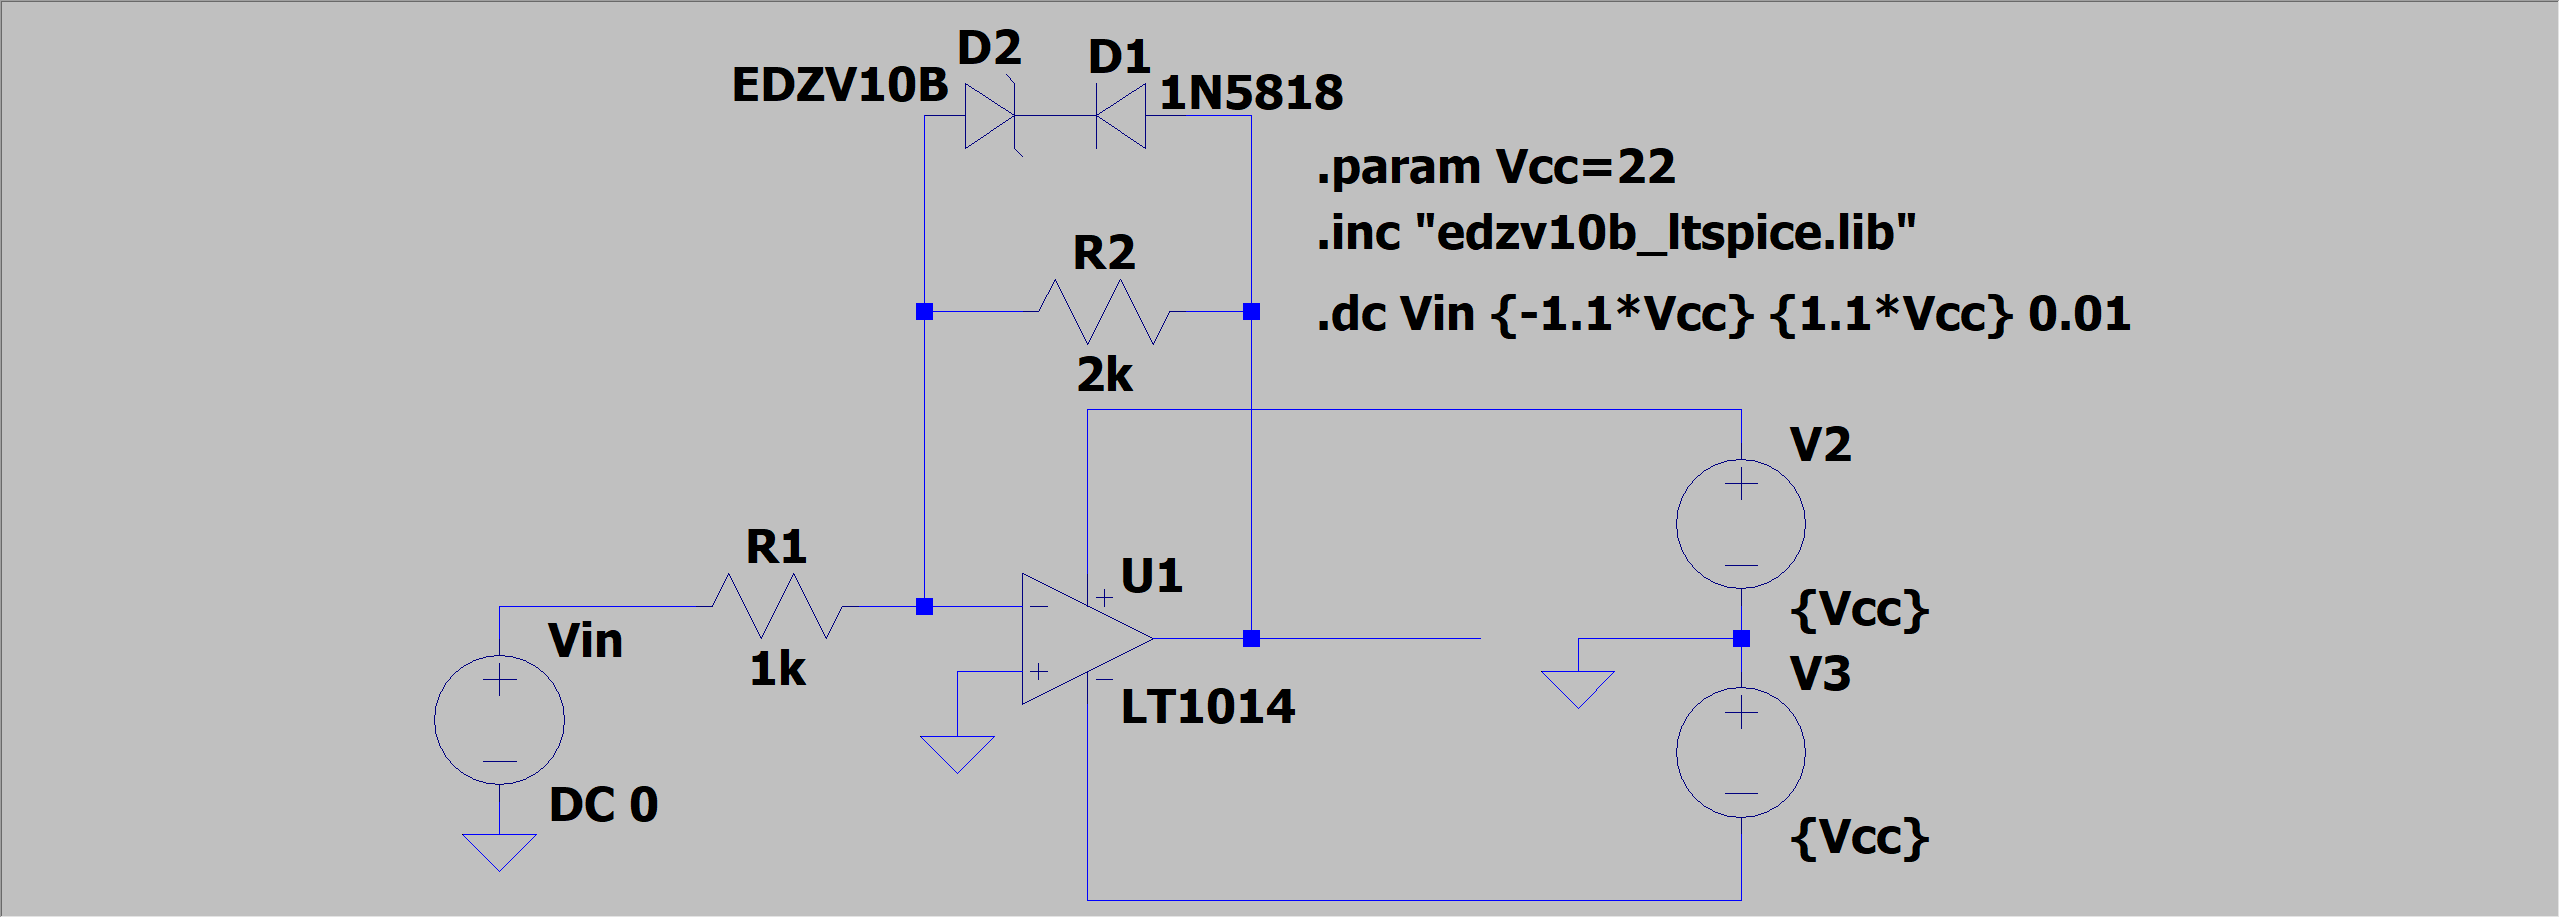 D2
D1
EDZV10B
1N5818
.param Vcc=22
.inc "edzv10b_ltspice.lib"
R2
.dc Vin {-1.1*Vcc} {1.1*Vcc} 0.01
2k
V2
R1
U1
{Vcc}
Vin
1k
V3
LT1014
DC 0
{Vcc}